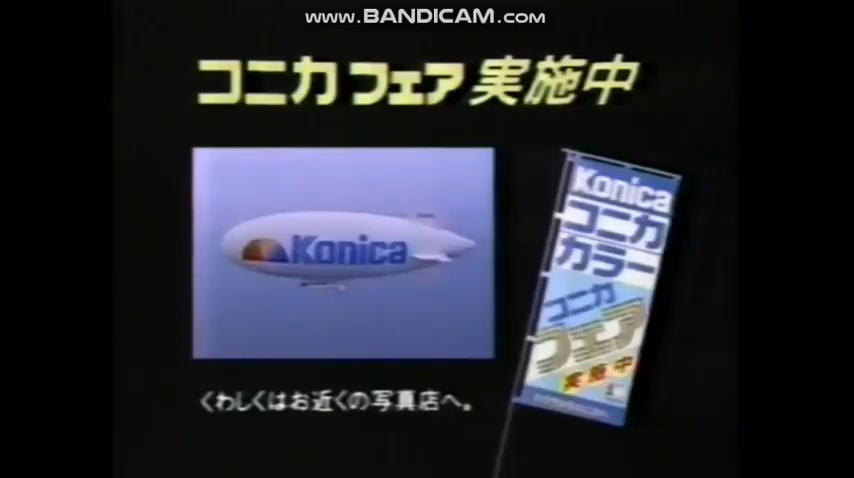 www.BANDICAM.com
コニカ フェア 実施中
Konica
Konica
コニカ
カラー
コニカ
フェア
実施中
くわしくはお近くの写真店へ。